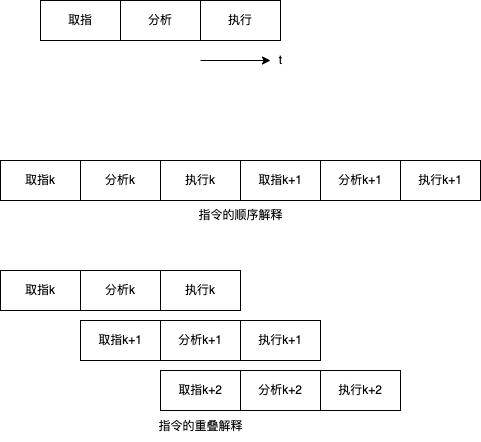 取指 分析 执行
t
取指k 分析k 执行k 取指k+1 分析k+1 执行k+1
指令的顺序解释
取指k 分析k 执行k
取指k+1 分析k+1 执行k+1
取指k+2 分析k+2 执行k+2
指令的重叠解释